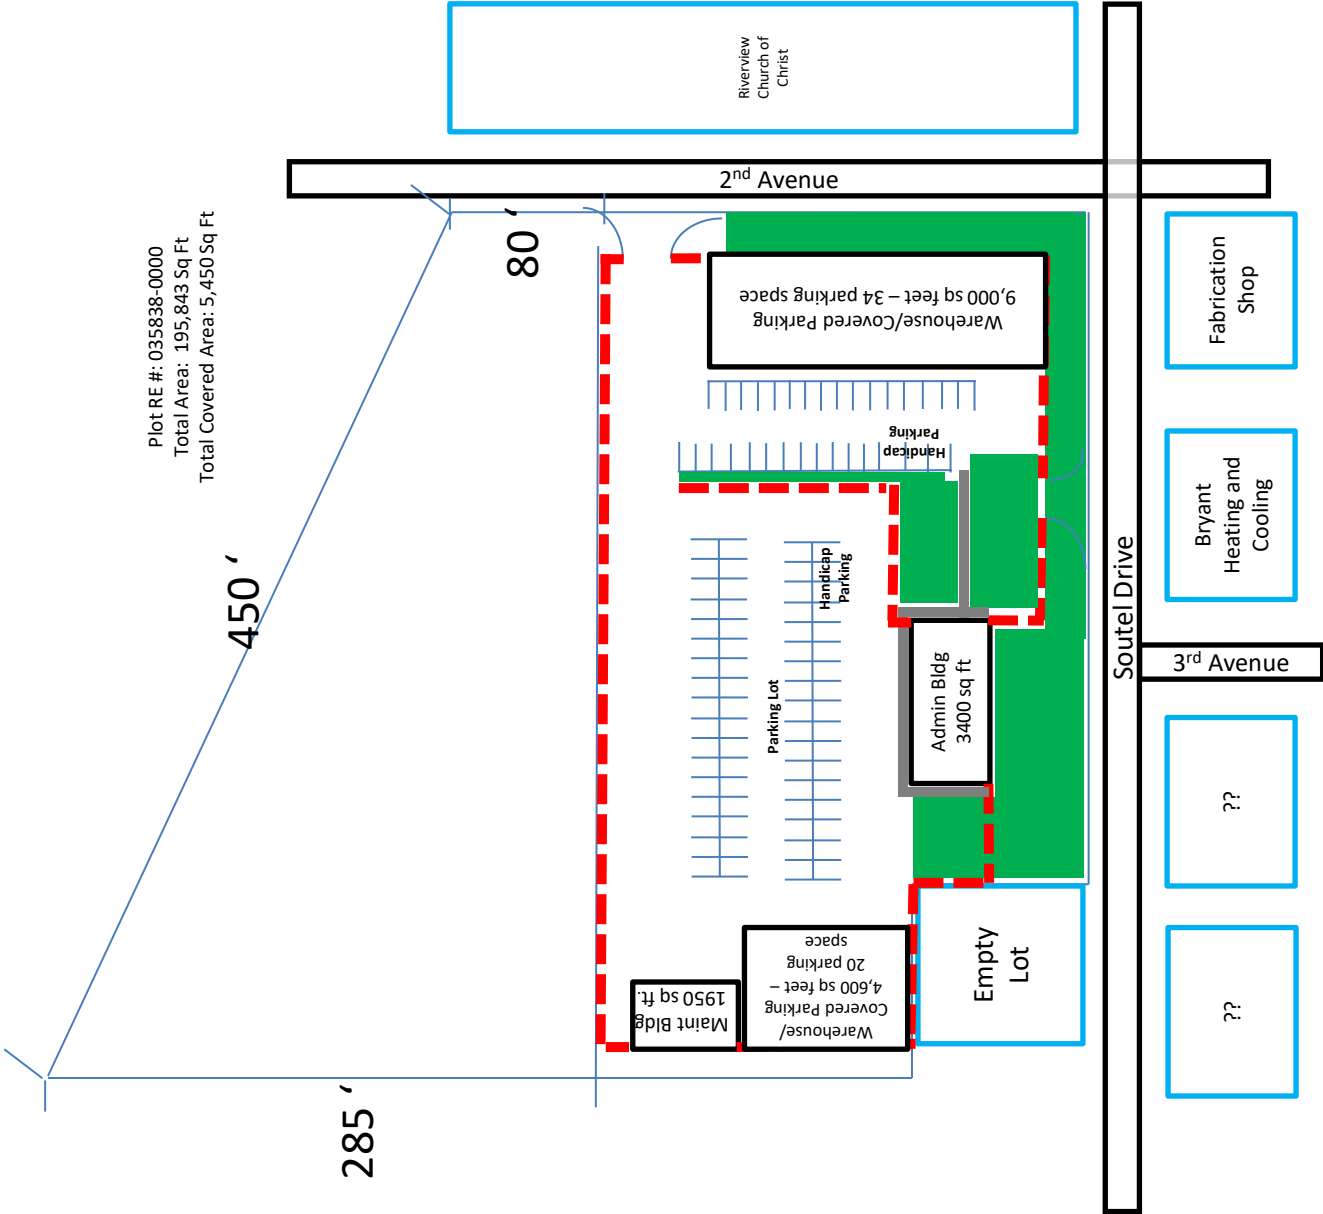 Riverview
Church of
Christ
2nd Avenue
Plot RE #: 035838-0000
Total Area: 195,843 Sq Ft
Total Covered Area: 5,450 Sq Ft
80 ‘
450 ‘
285 ‘
Warehouse/Covered Parking
9,000 sq feet – 34 parking space
Handicap
Parking
Handicap
Parking
Parking Lot
Admin Bldg
3400 sq ft
Maint Bldg
1950 sq ft.
Warehouse/
Covered Parking
4,600 sq feet –
20 parking
space
Empty
Lot
Soutel Drive
Fabrication
Shop
Bryant
Heating and
Cooling
3rd Avenue
??
??